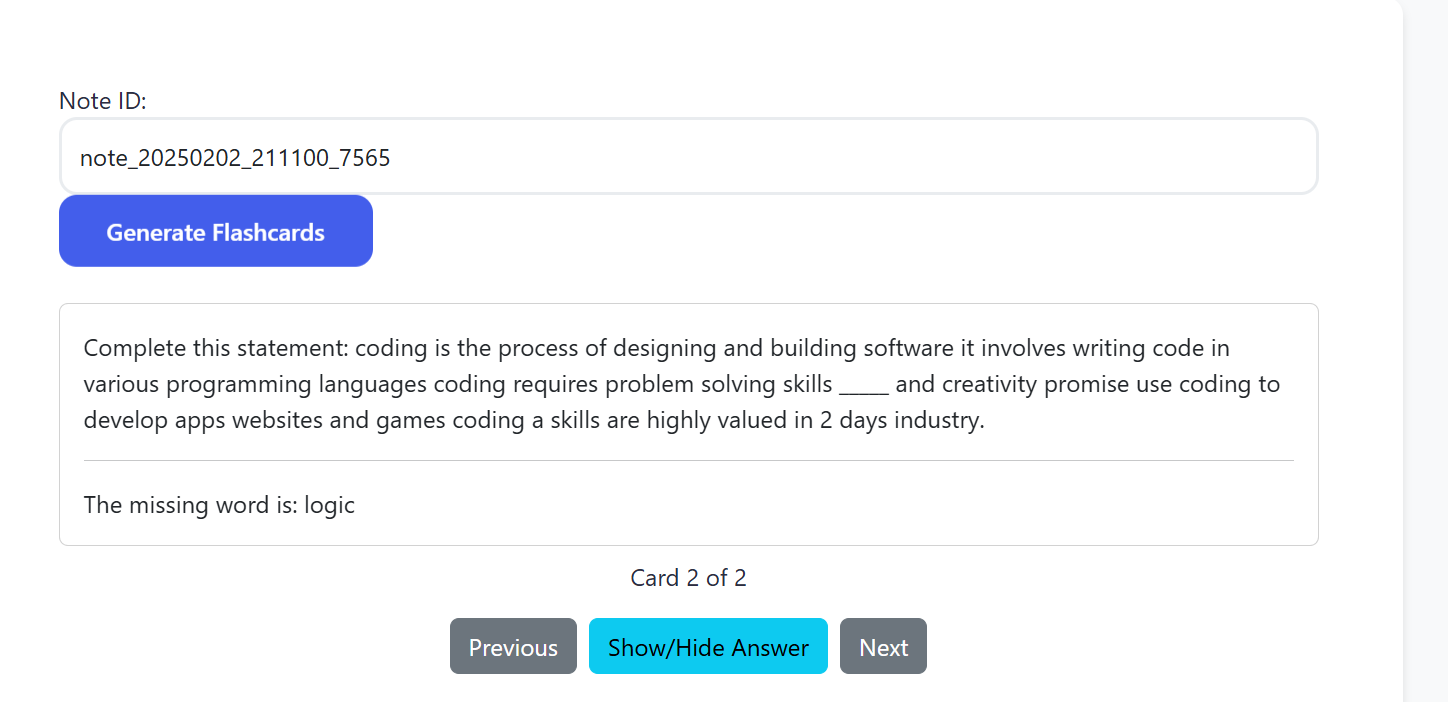 Note ID:
note_20250202_211100_7565
Generate Flashcards
Complete this statement: coding is the process of designing and building software it involves writing code in
various programming languages coding requires problem solving skills _____ and creativity promise use coding to
develop apps websites and games coding a skills are highly valued in 2 days industry.
The missing word is: logic
Card 2 of 2
Previous Show/Hide Answer Next